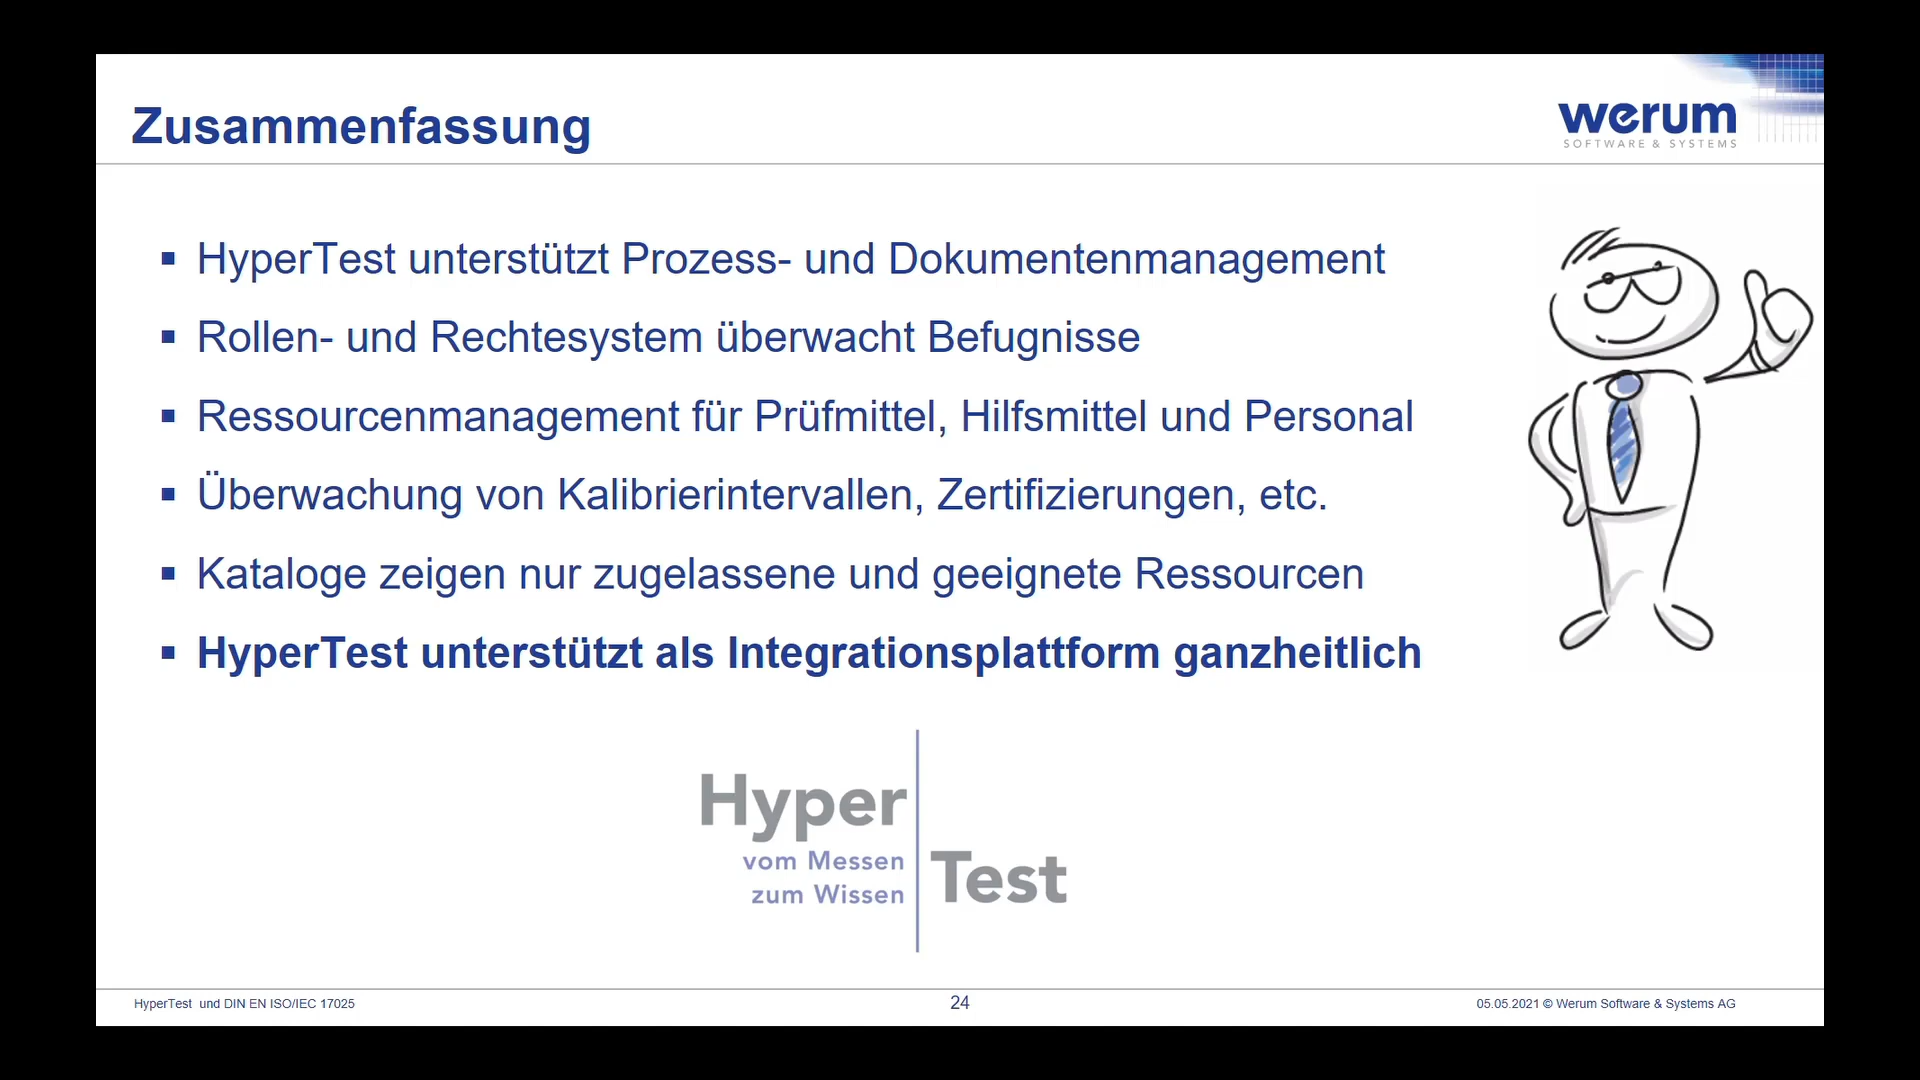 Zusammenfassung
werum
SOFTWARE & SYSTEMS
▪ HyperTest unterstützt Prozess- und Dokumentenmanagement
▪ Rollen- und Rechtesystem überwacht Befugnisse
▪ Ressourcenmanagement für Prüfmittel, Hilfsmittel und Personal
▪ Überwachung von Kalibrierintervallen, Zertifizierungen, etc.
▪ Kataloge zeigen nur zugelassene und geeignete Ressourcen
▪ HyperTest unterstützt als Integrationsplattform ganzheitlich
Hyper
vom Messen
zum Wissen
Test
HyperTest und DIN EN ISO/IEC 17025
24
05.05.2021 © Werum Software & Systems AG